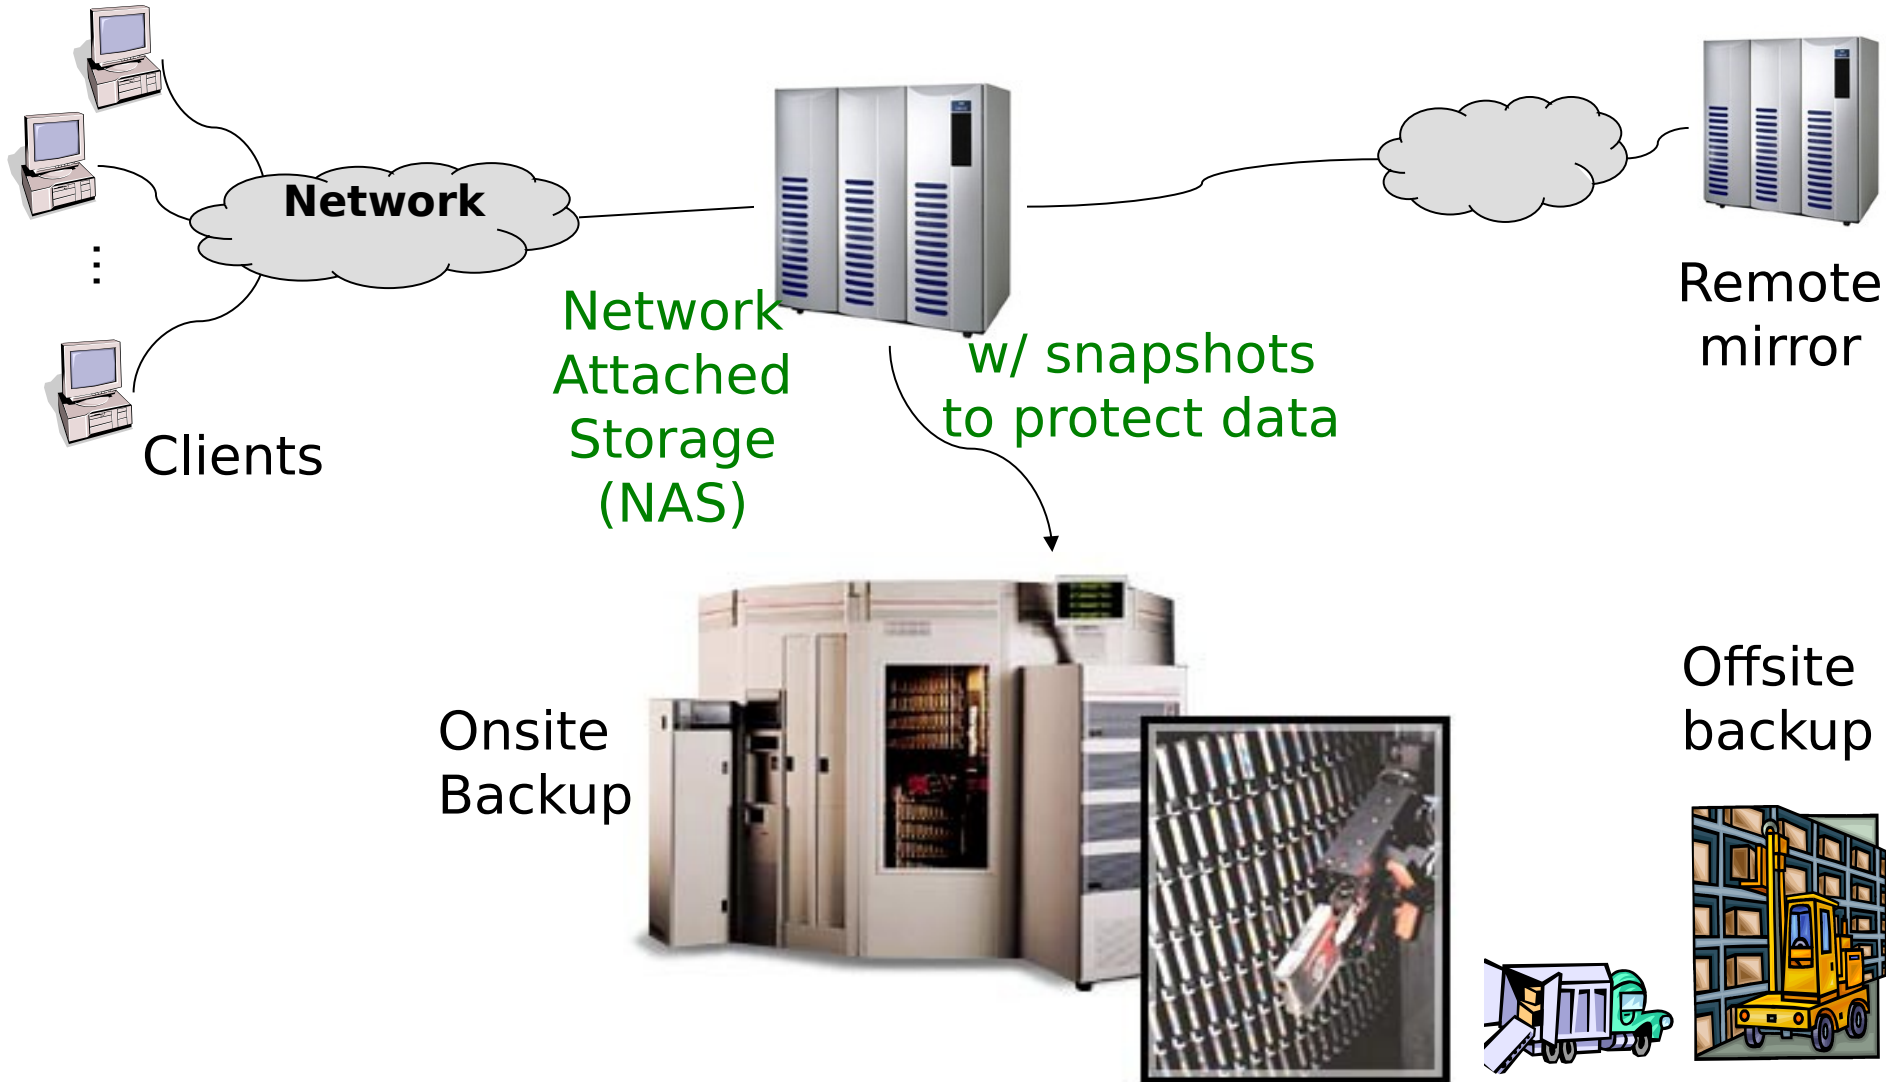 Network
⋮
Clients
Network
Attached
Storage
(NAS)
w/ snapshots
to protect data
Remote
mirror
Onsite
Backup
Offsite
backup